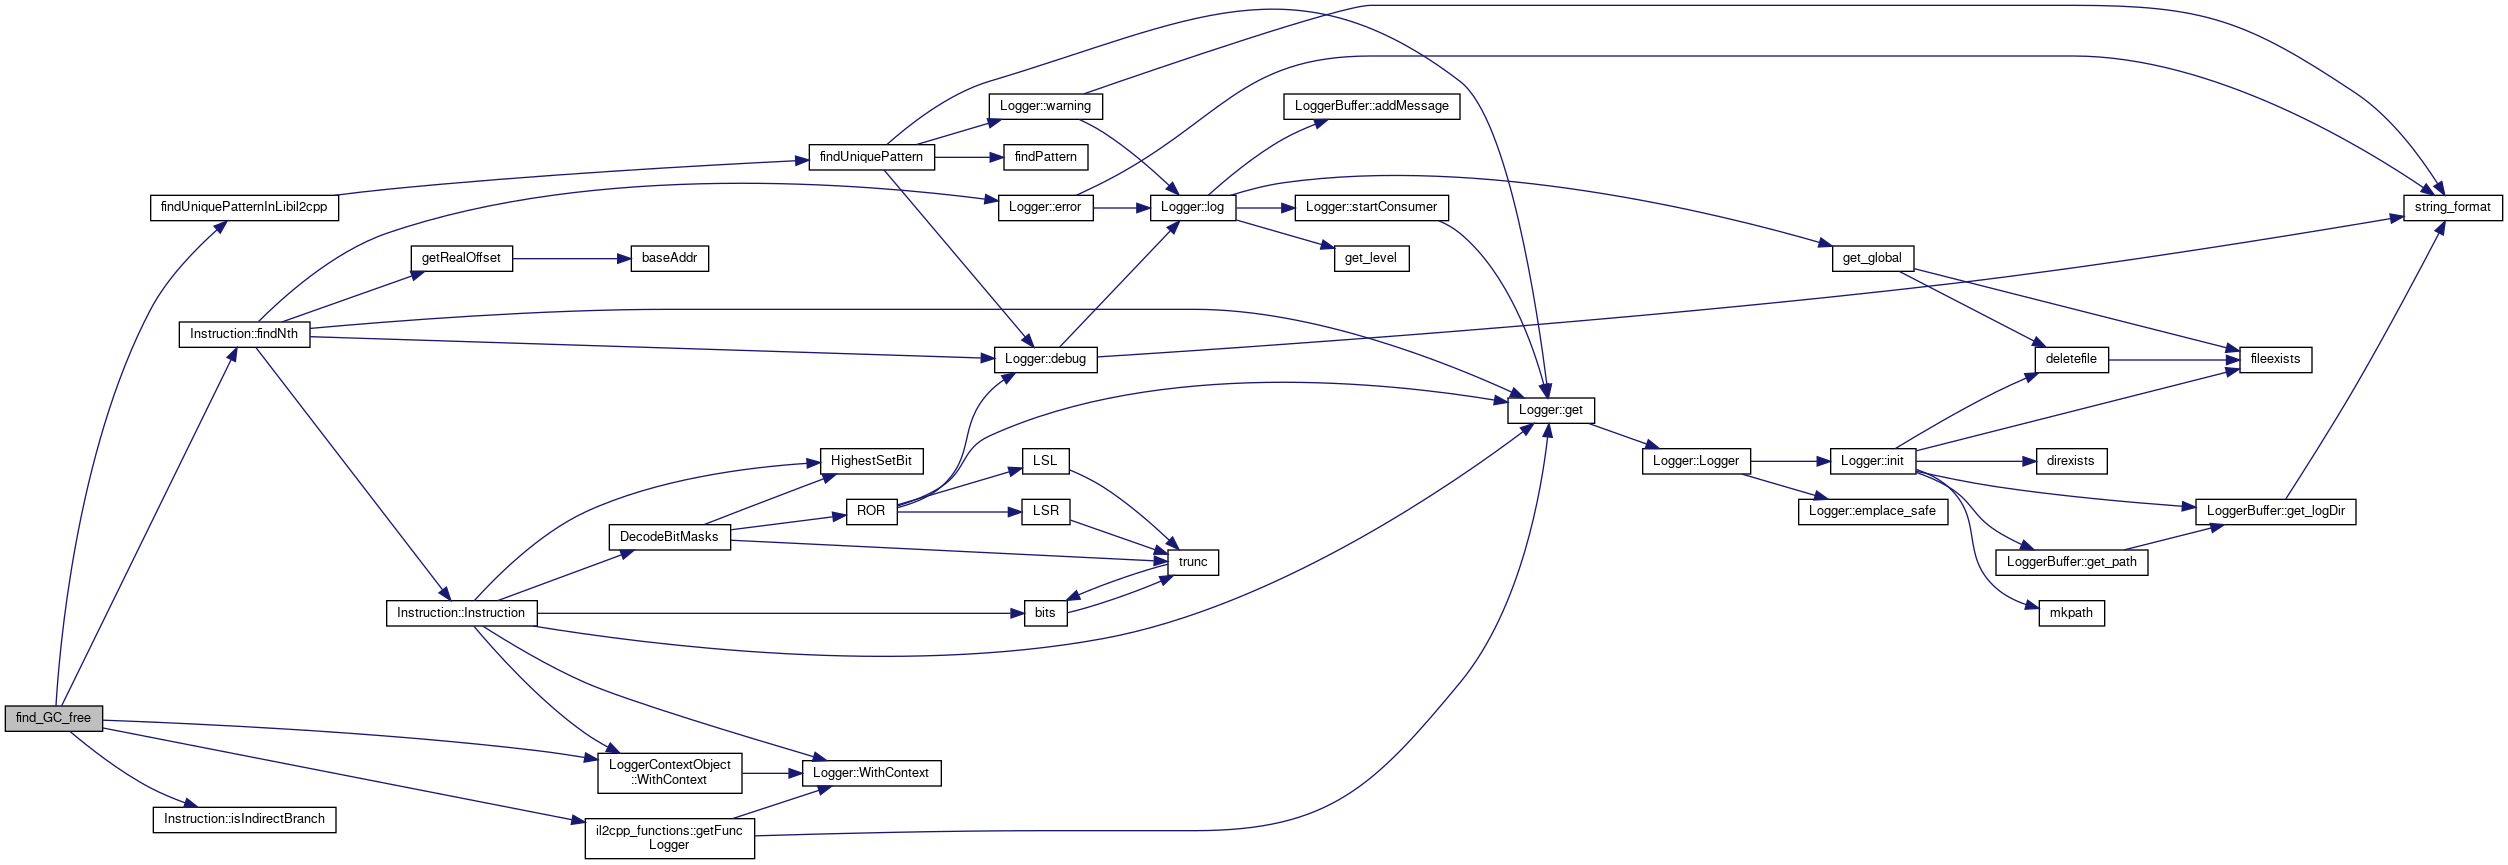 Logger::warning
LoggerBuffer::addMessage
findUniquePattern
findPattern
findUniquePatternInLibil2cpp
Logger::error
Logger::log
Logger::startConsumer
string_format
getRealOffset
baseAddr
get_level
get_global
Instruction::findNth
Logger::debug
deletefile
fileexists
Logger::get
HighestSetBit
LSL
Logger::Logger
Logger::init
direxists
ROR
LSR
Logger::emplace_safe
LoggerBuffer::get_logDir
DecodeBitMasks
trunc
LoggerBuffer::get_path
Instruction::Instruction
bits
mkpath
find_GC_free
LoggerContextObject
::WithContext
Logger::WithContext
Instruction::isIndirectBranch
il2cpp_functions::getFunc
Logger